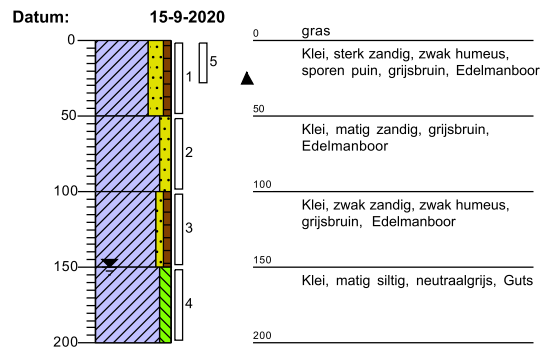 Datum: 15-9-2020
0
50
100
150
200
1
5
2
3
4
0 gras
Klei, sterk zandig, zwak humeus,
sporen puin, grijsbruin, Edelmanboor
50
Klei, matig zandig, grijsbruin,
Edelmanboor
100
Klei, zwak zandig, zwak humeus,
grijsbruin, Edelmanboor
150
Klei, matig siltig, neutraalgrijs, Guts
200